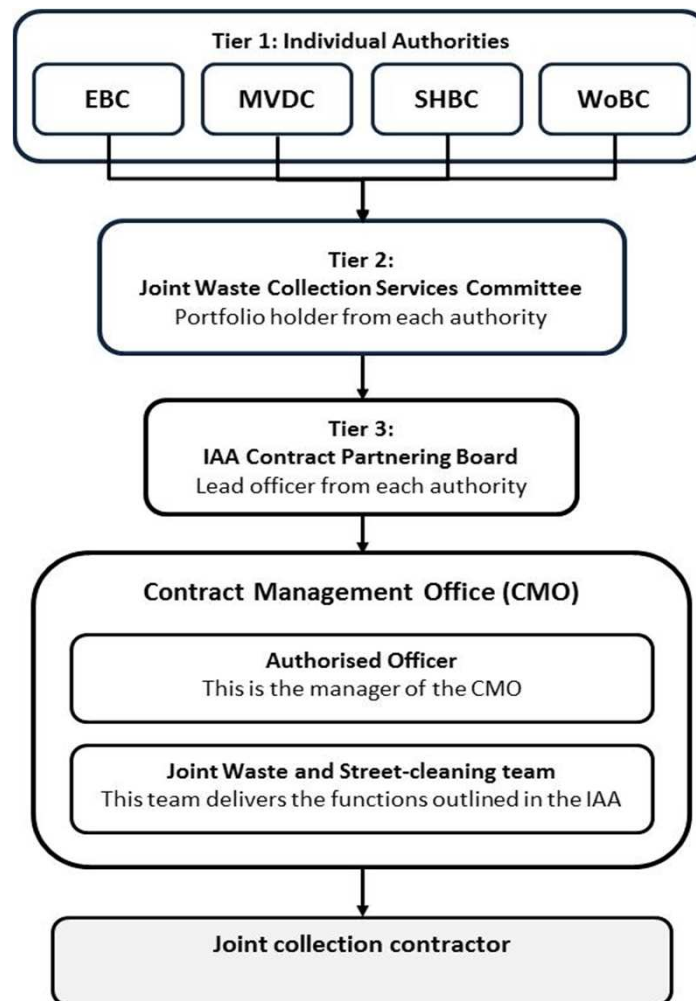 Tier 1: Individual Authorities
EBC
MVDC
SHBC
WoBC
Tier 2:
Joint Waste Collection Services Committee
Portfolio holder from each authority
Tier 3:
IAA Contract Partnering Board
Lead officer from each authority
Contract Management Office (CMO)
Authorised Officer
This is the manager of the CMO
Joint Waste and Street-cleaning team
This team delivers the functions outlined in the IAA
Joint collection contractor